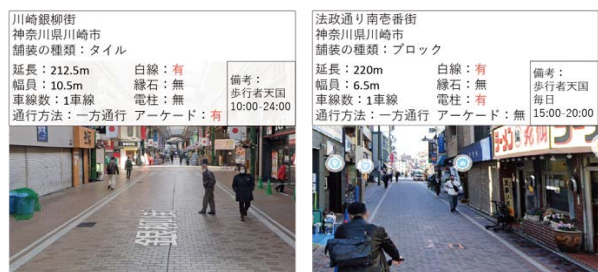 川崎銀柳街
神奈川県川崎市
舗装の種類：タイル
延長：212.5m 白線：有
幅員：10.5m 縁石：無
車線数：1車線 電柱：無
通行方法：一方通行 アーケード：有
備考：
歩行者天国
10:00-24:00
銀柳街
法政通り南壱番街
神奈川県川崎市
舗装の種類：ブロック
延長：220m 白線：有
幅員：6.5m 縁石：無
車線数：1車線 電柱：有
通行方法：一方通行 アーケード：無
備考：
歩行者天国
毎日
15:00-20:00
ラーメン